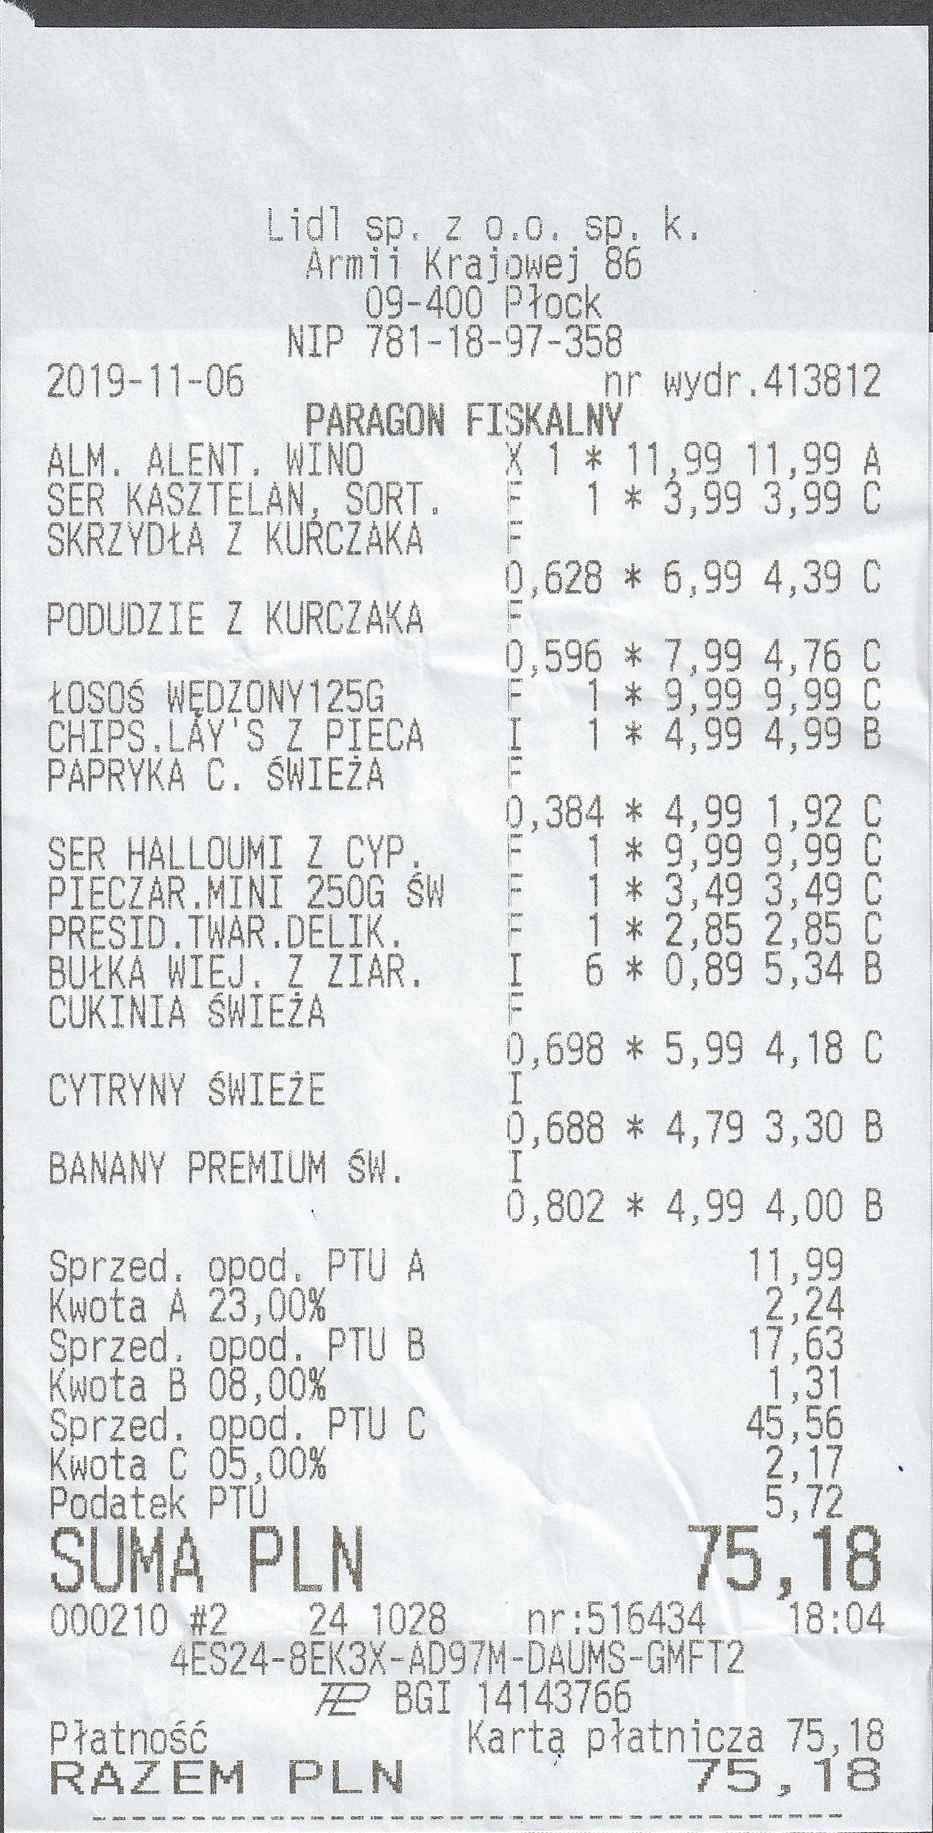 Lidl sp. z o.o. sp. k.
Armii Krajowej 86
09-400 Płock
NIP 781-18-97-358
2019-11-06 nr wydr.413812
PARAGON FISKALNY
ALM. ALENT. WINO X 1 * 11,99 11,99 A
SER KASZTELAN, SORT. F 1 * 3,99 3,99 C
SKRZYDŁA Z KURCZAKA F
0,628 * 6,99 4,39 C
PODUDZIE Z KURCZAKA F
0,596 * 7,99 4,76 C
ŁOSOŚ WĘDZONY125G F 1 * 9,99 9,99 C
CHIPS.LAY'S Z PIECA I 1 * 4,99 4,99 B
PAPRYKA C. ŚWIEŻA F
0,384 * 4,99 1,92 C
SER HALLOUMI Z CYP. F 1 * 9,99 9,99 C
PIECZAR.MINI 250G ŚW F 1 * 3,49 3,49 C
PRESID.TWAR.DELIK. F 1 * 2,85 2,85 C
BUŁKA WIEJ. Z ZIAR. I 6 * 0,89 5,34 B
CUKINIA ŚWIEŻA F
0,698 * 5,99 4,18 C
CYTRYNY ŚWIEŻE I
0,688 * 4,79 3,30 B
BANANY PREMIUM ŚW. I
0,802 * 4,99 4,00 B
Sprzed. opod. PTU A 11,99
Kwota A 23,00% 2,24
Sprzed. opod. PTU B 17,63
Kwota B 08,00% 1,31
Sprzed. opod. PTU C 45,56
Kwota C 05,00% 2,17
Podatek PTU 5,72
SUMA PLN 75,18
000210 #2 24 1028 nr:516434 18:04
4ES24-8EK3X-AD97M-DAUMS-GMFT2
BGI 14143766
Płatność Karta płatnicza 75,18
RAZEM PLN 75,18